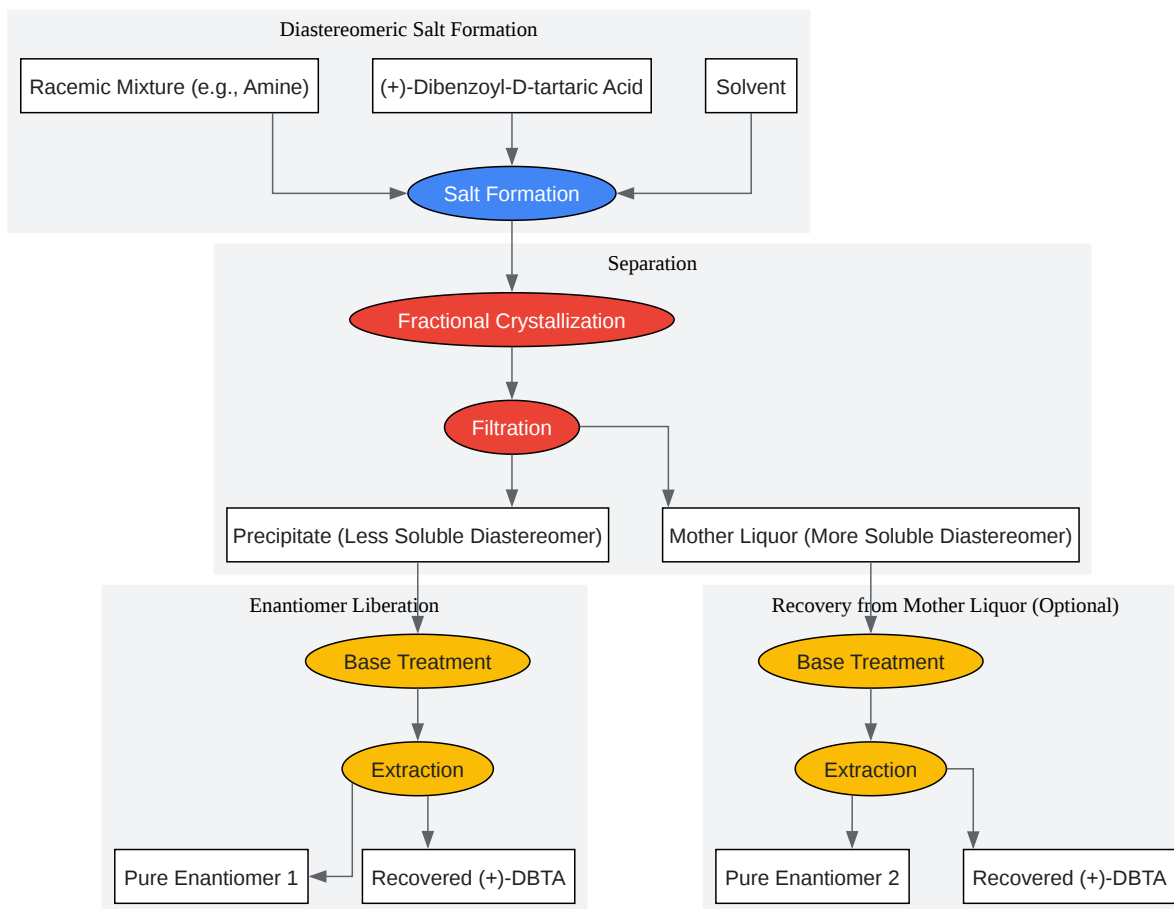 Diastereomeric Salt Formation
Racemic Mixture (e.g., Amine)
(+)-Dibenzoyl-D-tartaric Acid
Solvent
Salt Formation
Separation
Fractional Crystallization
Filtration
Precipitate (Less Soluble Diastereomer)
Mother Liquor (More Soluble Diastereomer)
Enantiomer Liberation
Recovery from Mother Liquor (Optional)
Base Treatment
Base Treatment
Extraction
Extraction
Pure Enantiomer 1
Recovered (+)-DBTA
Pure Enantiomer 2
Recovered (+)-DBTA